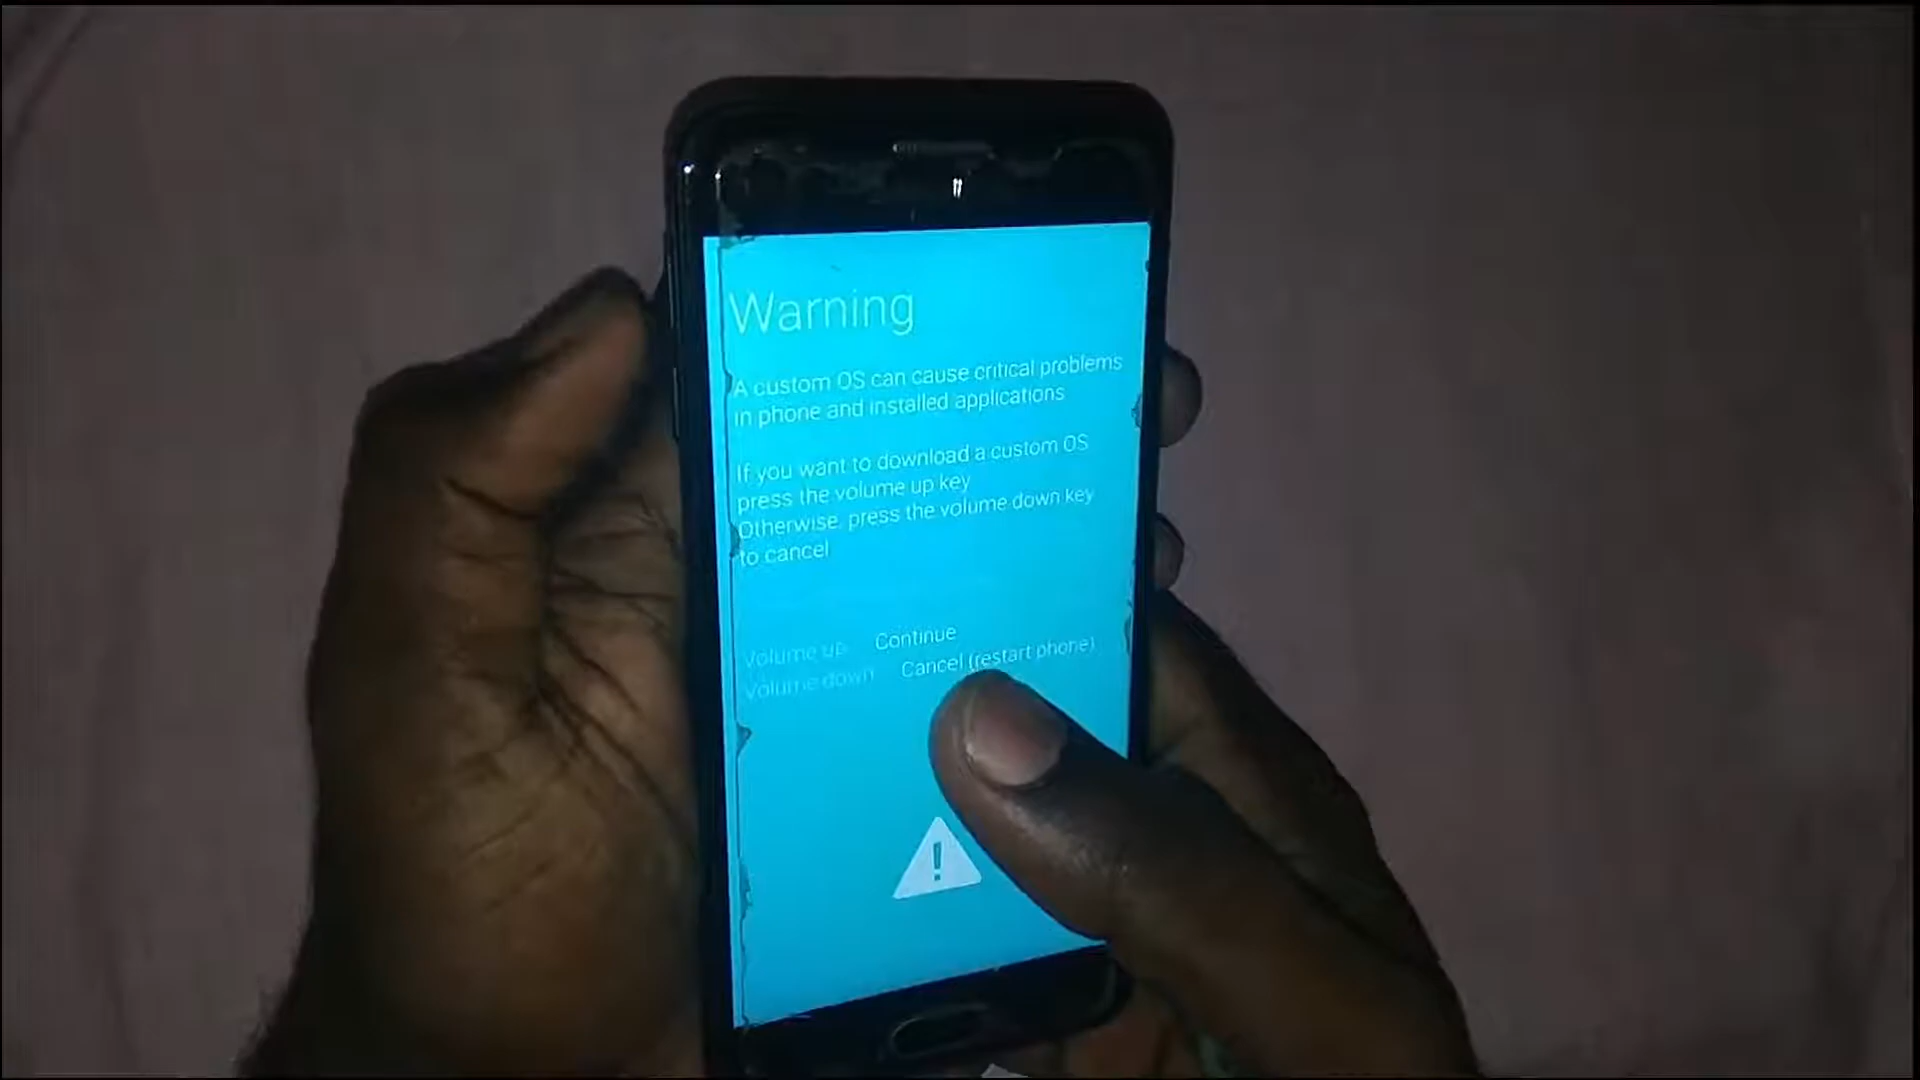 Warning
A custom OS can cause critical problems
in phone and installed applications
If you want to download a custom OS
press the volume up key
Otherwise, press the volume down key
to cancel
Volume up Continue
Volume down Cancel (restart phone)
!